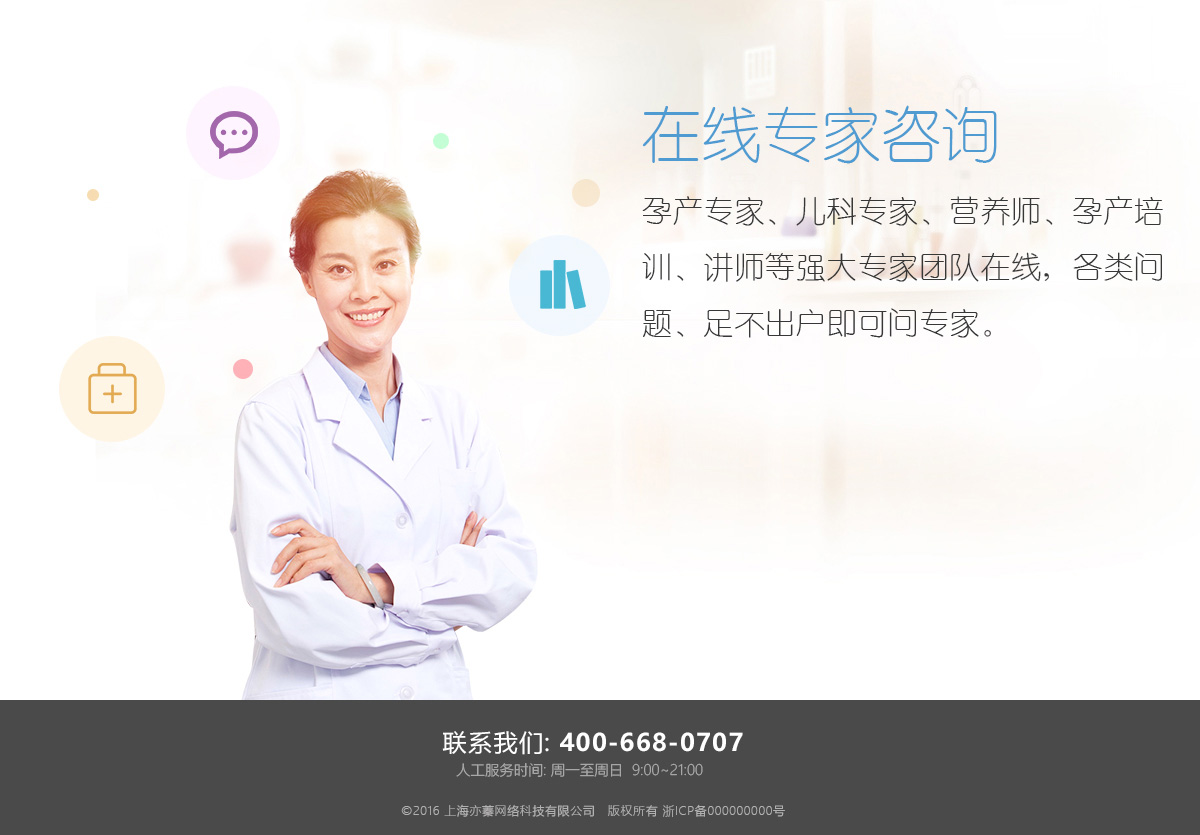 在线专家咨询
孕产专家、儿科专家、营养师、孕产培
训、讲师等强大专家团队在线，各类问
题、足不出户即可问专家。
联系我们: 400-668-0707
人工服务时间: 周一至周日 9:00~21:00
©2016 上海亦蓁网络科技有限公司 版权所有 浙ICP备000000000号